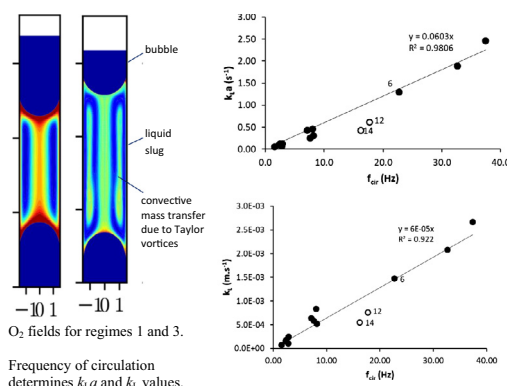 bubble
liquid
slug
convective
mass transfer
due to Taylor
vortices
−1 0 1
−1 0 1
O₂ fields for regimes 1 and 3.
Frequency of circulation
determines kLa and kL values.
3.00
2.50
2.00
1.50
1.00
0.50
0.00
kLa (s⁻¹)
y = 0.0603x
R² = 0.9806
6
12
14
0.00 10.0 20.0 30.0 40.0
fcir (Hz)
3.0E-03
2.5E-03
2.0E-03
1.5E-03
1.0E-03
5.0E-04
0.0E+00
kL (m.s⁻¹)
y = 6E-05x
R² = 0.922
6
12
14
0.00 10.00 20.00 30.00 40.00
fcir (Hz)